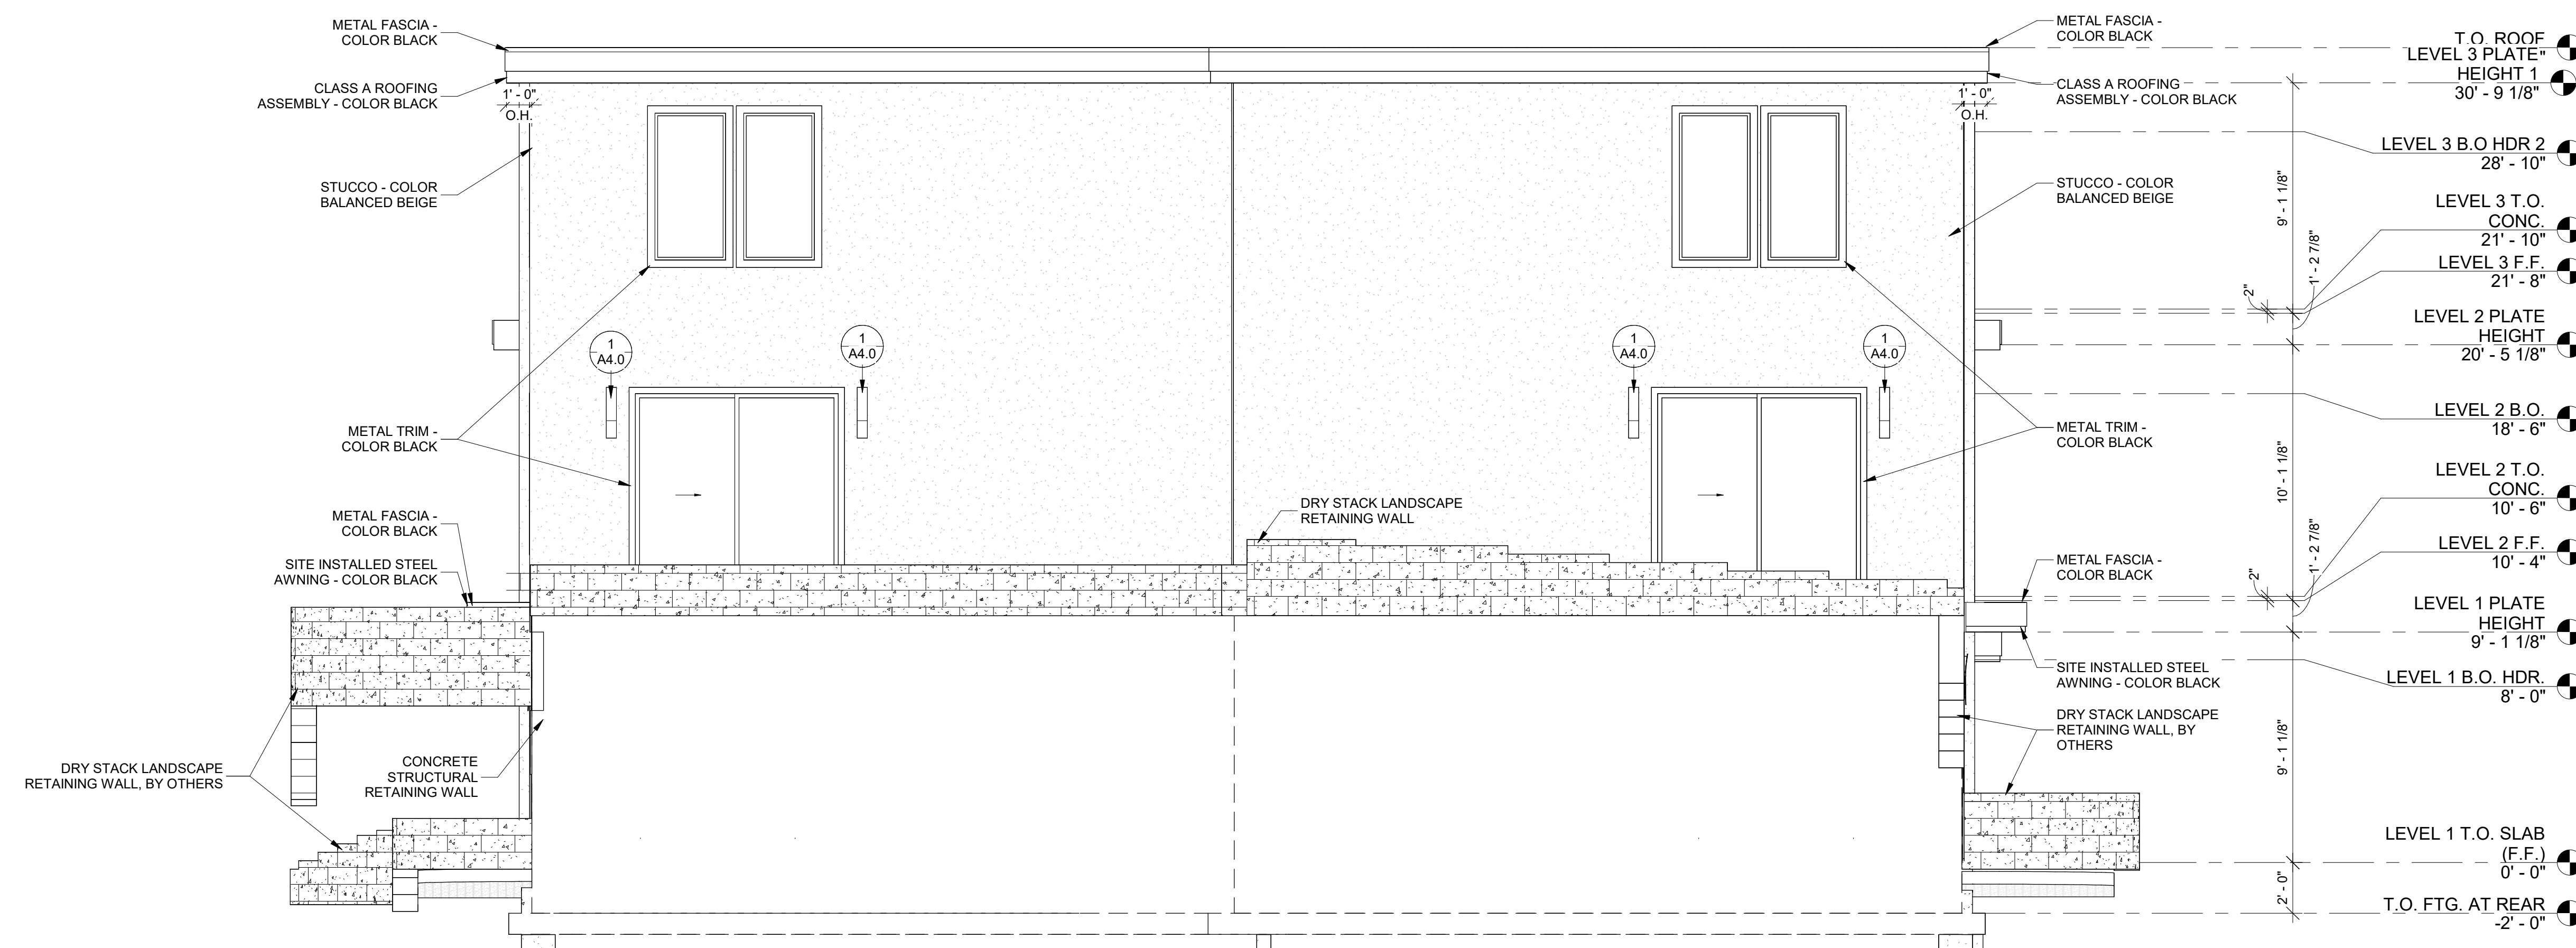 METAL FASCIA -
COLOR BLACK
CLASS A ROOFING
ASSEMBLY - COLOR BLACK
1' - 0"
O.H.
STUCCO - COLOR
BALANCED BEIGE
1
A4.0
1
A4.0
METAL TRIM -
COLOR BLACK
METAL FASCIA -
COLOR BLACK
SITE INSTALLED STEEL
AWNING - COLOR BLACK
DRY STACK LANDSCAPE
RETAINING WALL, BY OTHERS
CONCRETE
STRUCTURAL
RETAINING WALL
DRY STACK LANDSCAPE
RETAINING WALL
1
A4.0
1
A4.0
METAL FASCIA -
COLOR BLACK
CLASS A ROOFING
ASSEMBLY - COLOR BLACK
1' - 0"
O.H.
STUCCO - COLOR
BALANCED BEIGE
METAL TRIM -
COLOR BLACK
METAL FASCIA -
COLOR BLACK
SITE INSTALLED STEEL
AWNING - COLOR BLACK
DRY STACK LANDSCAPE
RETAINING WALL, BY
OTHERS
9' - 1 1/8"
1' - 2 7/8"
2"
10' - 1 1/8"
1' - 2 7/8"
2"
9' - 1 1/8"
2' - 0"
T.O. ROOF
LEVEL 3 PLATE"
HEIGHT 1
30' - 9 1/8"
LEVEL 3 B.O HDR 2
28' - 10"
LEVEL 3 T.O.
CONC.
21' - 10"
LEVEL 3 F.F.
21' - 8"
LEVEL 2 PLATE
HEIGHT
20' - 5 1/8"
LEVEL 2 B.O.
18' - 6"
LEVEL 2 T.O.
CONC.
10' - 6"
LEVEL 2 F.F.
10' - 4"
LEVEL 1 PLATE
HEIGHT
9' - 1 1/8"
LEVEL 1 B.O. HDR.
8' - 0"
LEVEL 1 T.O. SLAB
(F.F.)
0' - 0"
T.O. FTG. AT REAR
-2' - 0"